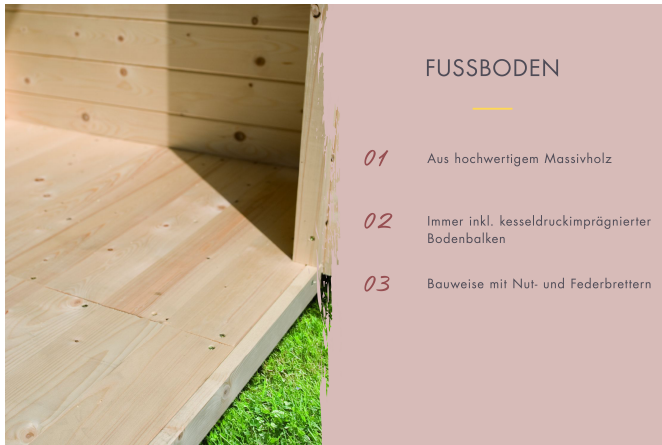 FUSSBODEN
01 Aus hochwertigem Massivholz
02 Immer inkl. kesseldruckimprägnierter
Bodenbalken
03 Bauweise mit Nut- und Federbrettern